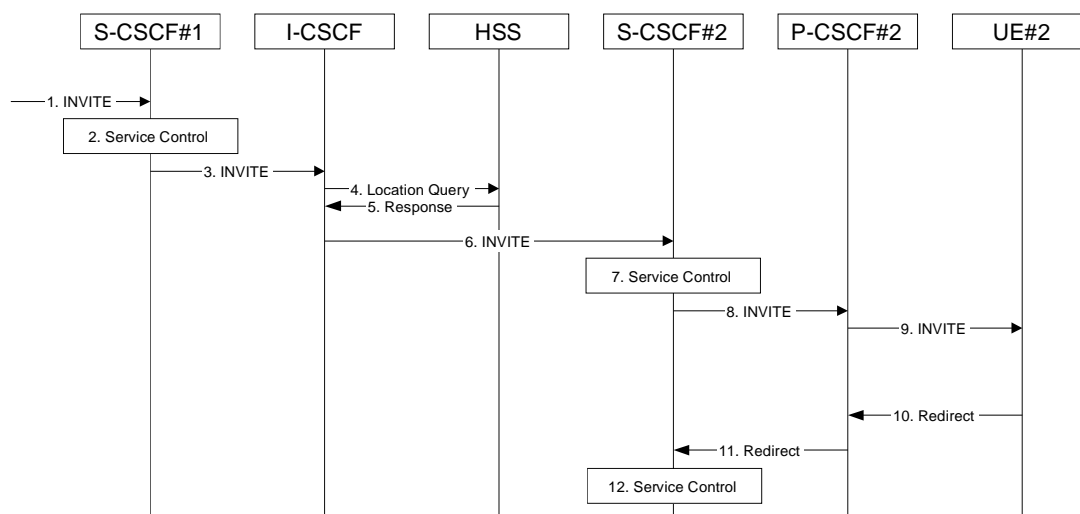 S-CSCF#1
I-CSCF
HSS
S-CSCF#2
P-CSCF#2
UE#2
1. INVITE
2. Service Control
3. INVITE
4. Location Query
5. Response
6. INVITE
7. Service Control
8. INVITE
9. INVITE
10. Redirect
11. Redirect
12. Service Control